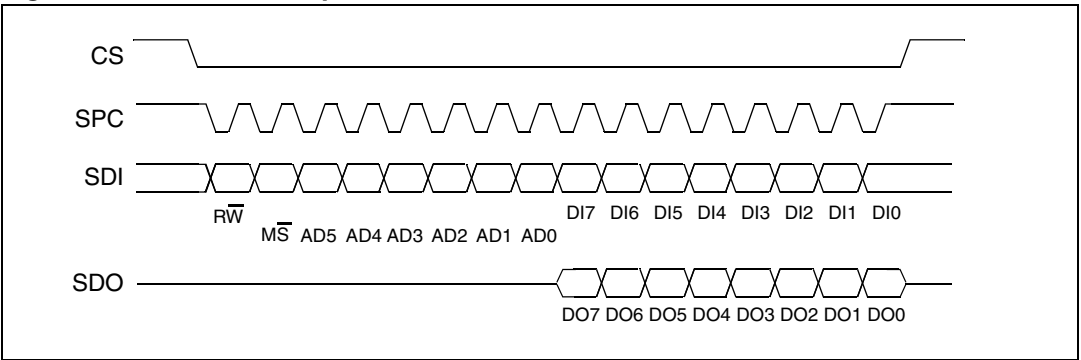 CS
SPC
SDI
RW̅
DI7 DI6 DI5 DI4 DI3 DI2 DI1 DI0
MS̅ AD5 AD4 AD3 AD2 AD1 AD0
SDO
DO7 DO6 DO5 DO4 DO3 DO2 DO1 DO0